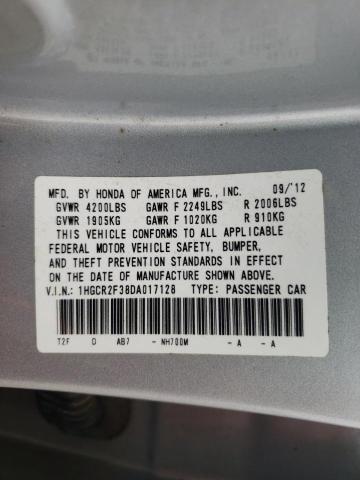 MFD. BY HONDA OF AMERICA MFG., INC. 09/'12
GVWR 4200LBS GAWR F 2249LBS R 2006LBS
GVWR 1905KG GAWR F 1020KG R 910KG
THIS VEHICLE CONFORMS TO ALL APPLICABLE
FEDERAL MOTOR VEHICLE SAFETY, BUMPER,
AND THEFT PREVENTION STANDARDS IN EFFECT
ON THE DATE OF MANUFACTURE SHOWN ABOVE.
V.I.N.: 1HGCR2F38DA017128 TYPE: PASSENGER CAR
T2F O AB7 - NH700M - A - A